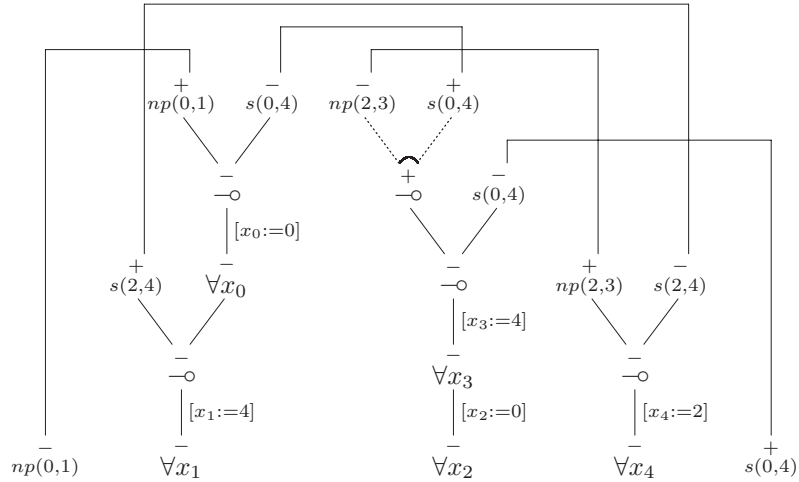 + − − +
np(0,1) s(0,4) np(2,3) s(0,4)
− + −
⊸ ⊸ s(0,4)
[x₀:=0]
+ − − + −
s(2,4) ∀x₀ ⊸ np(2,3) s(2,4)
[x₃:=4]
− − −
⊸ ∀x₃ ⊸
[x₁:=4] [x₂:=0] [x₄:=2]
− − − − +
np(0,1) ∀x₁ ∀x₂ ∀x₄ s(0,4)